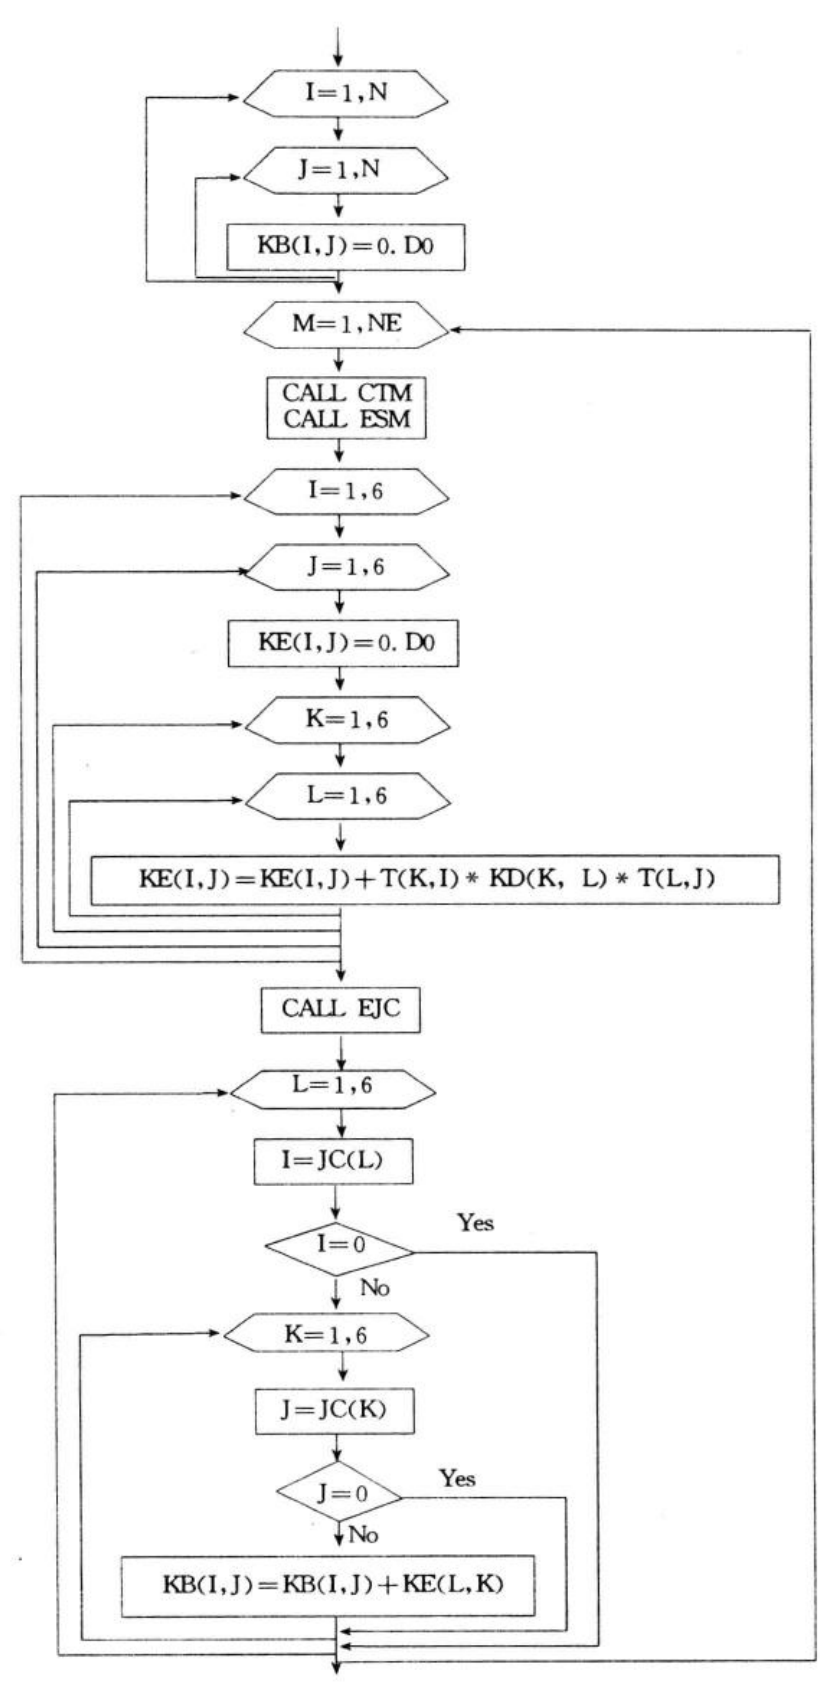 I=1,N
J=1,N
KB(I,J)=0. D0
M=1,NE
CALL CTM
CALL ESM
I=1,6
J=1,6
KE(I,J)=0. D0
K=1,6
L=1,6
KE(I,J)=KE(I,J)+T(K,I)* KD(K, L)* T(L,J)
CALL EJC
L=1,6
I=JC(L)
Yes
I=0
No
K=1,6
J=JC(K)
Yes
J=0
No
KB(I,J)=KB(I,J)+KE(L,K)